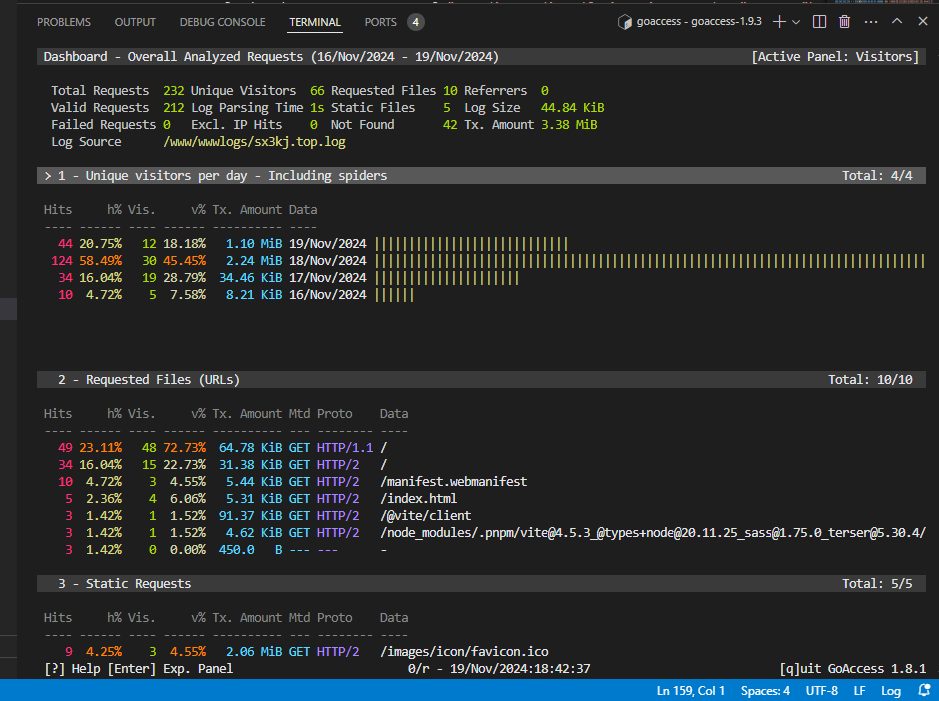 PROBLEMS OUTPUT DEBUG CONSOLE TERMINAL PORTS 4 goaccess - goaccess-1.9.3
Dashboard - Overall Analyzed Requests (16/Nov/2024 - 19/Nov/2024) [Active Panel: Visitors]
Total Requests 232 Unique Visitors 66 Requested Files 10 Referrers 0
Valid Requests 212 Log Parsing Time 1s Static Files 5 Log Size 44.84 KiB
Failed Requests 0 Excl. IP Hits 0 Not Found 42 Tx. Amount 3.38 MiB
Log Source /www/wwwlogs/sx3kj.top.log
> 1 - Unique visitors per day - Including spiders Total: 4/4
Hits h% Vis. v% Tx. Amount Data
---- ------ ---- ------ ---------- ----
44 20.75% 12 18.18% 1.10 MiB 19/Nov/2024 ||||||||||||||||||||||||||||
124 58.49% 30 45.45% 2.24 MiB 18/Nov/2024 |||||||||||||||||||||||||||||||||||||||||||||||||||||||||||||||||||||||||||||||
34 16.04% 19 28.79% 34.46 KiB 17/Nov/2024 |||||||||||||||||||||
10 4.72% 5 7.58% 8.21 KiB 16/Nov/2024 ||||||
2 - Requested Files (URLs) Total: 10/10
Hits h% Vis. v% Tx. Amount Mtd Proto Data
---- ------ ---- ------ ---------- --- -------- ----
49 23.11% 48 72.73% 64.78 KiB GET HTTP/1.1 /
34 16.04% 15 22.73% 31.38 KiB GET HTTP/2 /
10 4.72% 3 4.55% 5.44 KiB GET HTTP/2 /manifest.webmanifest
5 2.36% 4 6.06% 5.31 KiB GET HTTP/2 /index.html
3 1.42% 1 1.52% 91.37 KiB GET HTTP/2 /@vite/client
3 1.42% 1 1.52% 4.62 KiB GET HTTP/2 /node_modules/.pnpm/vite@4.5.3_@types+node@20.11.25_sass@1.75.0_terser@5.30.4/
3 1.42% 0 0.00% 450.0 B --- --- -
3 - Static Requests Total: 5/5
Hits h% Vis. v% Tx. Amount Mtd Proto Data
---- ------ ---- ------ ---------- --- -------- ----
9 4.25% 3 4.55% 2.06 MiB GET HTTP/2 /images/icon/favicon.ico
[?] Help [Enter] Exp. Panel 0/r - 19/Nov/2024:18:42:37 [q]uit GoAccess 1.8.1
Ln 159, Col 1 Spaces: 4 UTF-8 LF Log